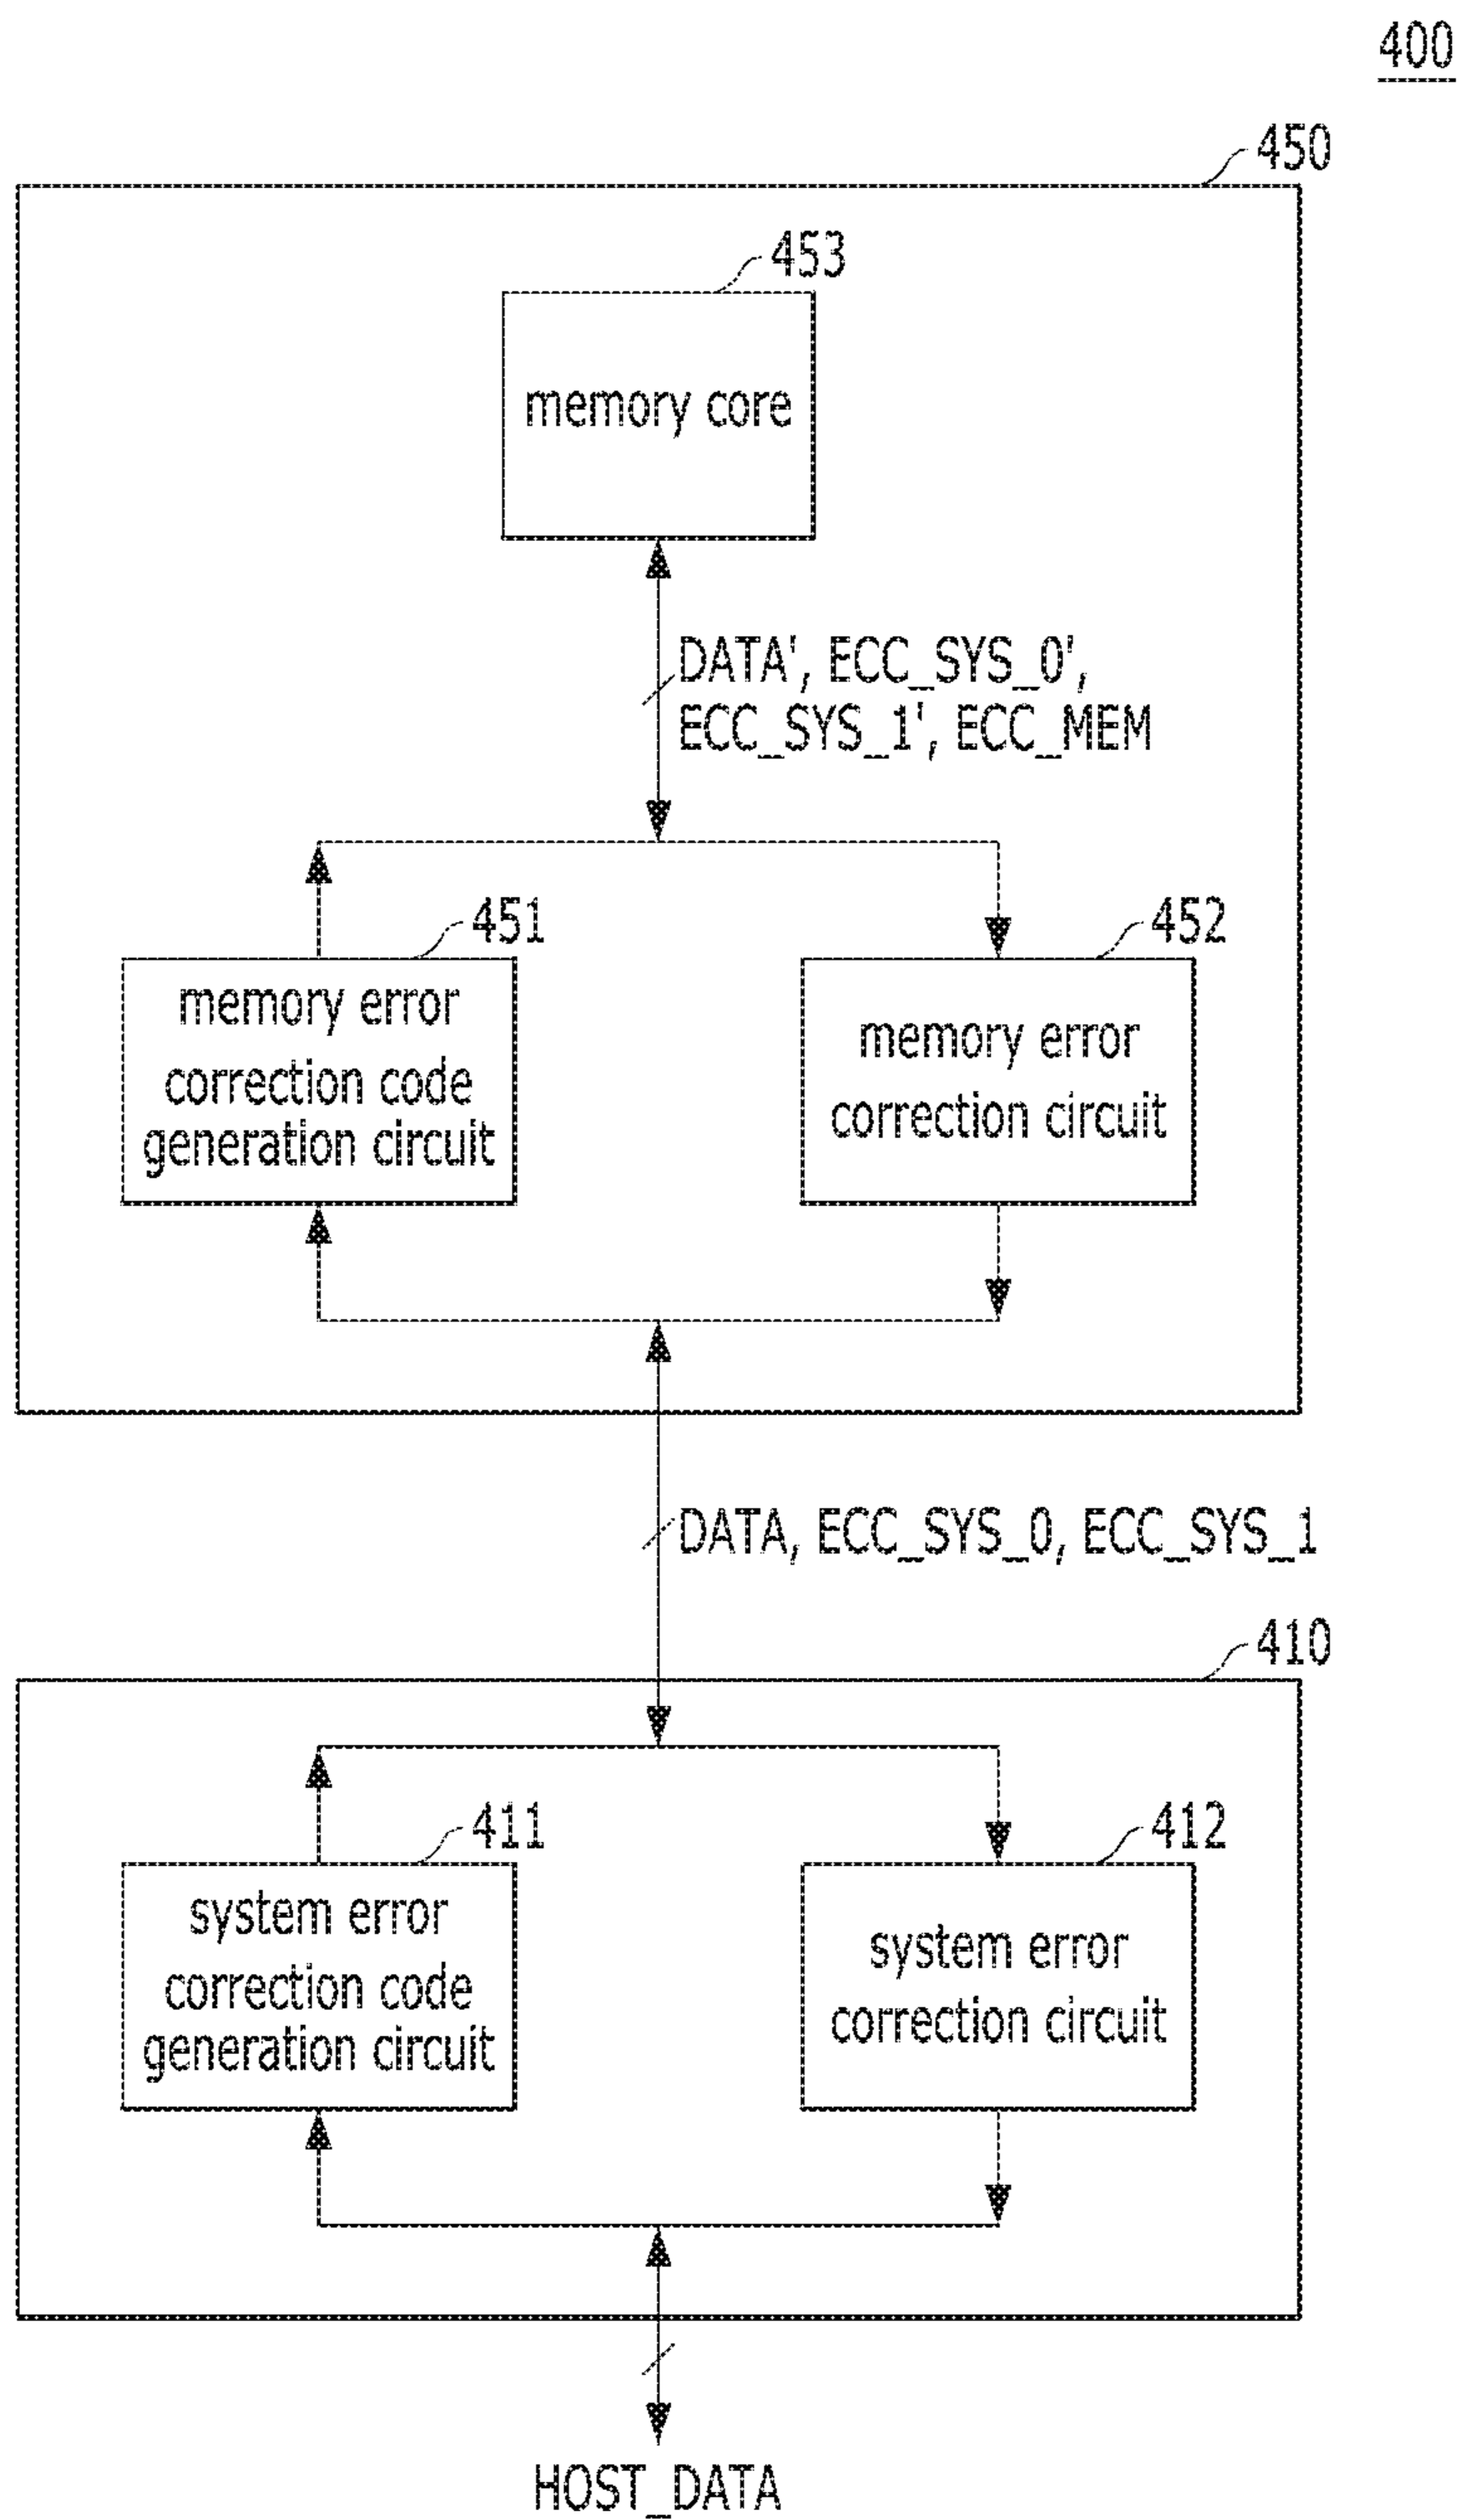 400
450
453
memory core
DATA', ECC_SYS_0',
ECC_SYS_1', ECC_MEM
451
452
memory error
correction code
generation circuit
memory error
correction circuit
DATA, ECC_SYS_0, ECC_SYS_1
410
411
412
system error
correction code
generation circuit
system error
correction circuit
HOST_DATA